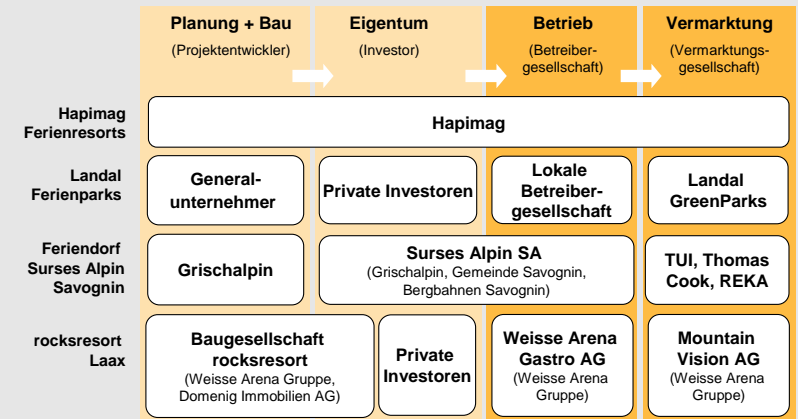 Planung + Bau
(Projektentwickler)
Eigentum
(Investor)
Betrieb
(Betreiber-
gesellschaft)
Vermarktung
(Vermarktungs-
gesellschaft)
Hapimag
Ferienresorts
Hapimag
Landal
Ferienparks
General-
unternehmer
Private Investoren
Lokale
Betreiber-
gesellschaft
Landal
GreenParks
Feriendorf
Surses Alpin
Savognin
Grischalpin
Surses Alpin SA
(Grischalpin, Gemeinde Savognin,
Bergbahnen Savognin)
TUI, Thomas
Cook, REKA
rocksresort
Laax
Baugesellschaft
rocksresort
(Weisse Arena Gruppe,
Domenig Immobilien AG)
Private
Investoren
Weisse Arena
Gastro AG
(Weisse Arena
Gruppe)
Mountain
Vision AG
(Weisse Arena
Gruppe)